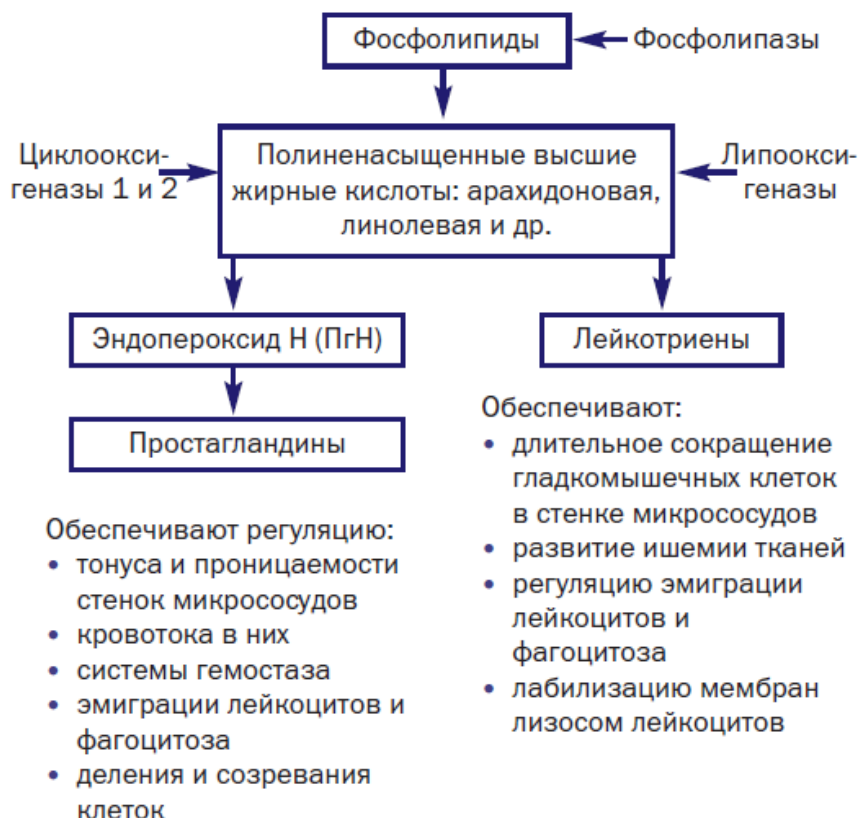 Фосфолипиды
Фосфолипазы
Циклоокси-
геназы 1 и 2
Полиненасыщенные высшие
жирные кислоты: арахидоновая,
линолевая и др.
Липоокси-
геназы
Эндопероксид Н (ПгН)
Лейкотриены
Простагландины
Обеспечивают регуляцию:
• тонуса и проницаемости
стенок микрососудов
• кровотока в них
• системы гемостаза
• эмиграции лейкоцитов и
фагоцитоза
• деления и созревания
клеток
Обеспечивают:
• длительное сокращение
гладкомышечных клеток
в стенке микрососудов
• развитие ишемии тканей
• регуляцию эмиграции
лейкоцитов и
фагоцитоза
• лабилизацию мембран
лизосом лейкоцитов